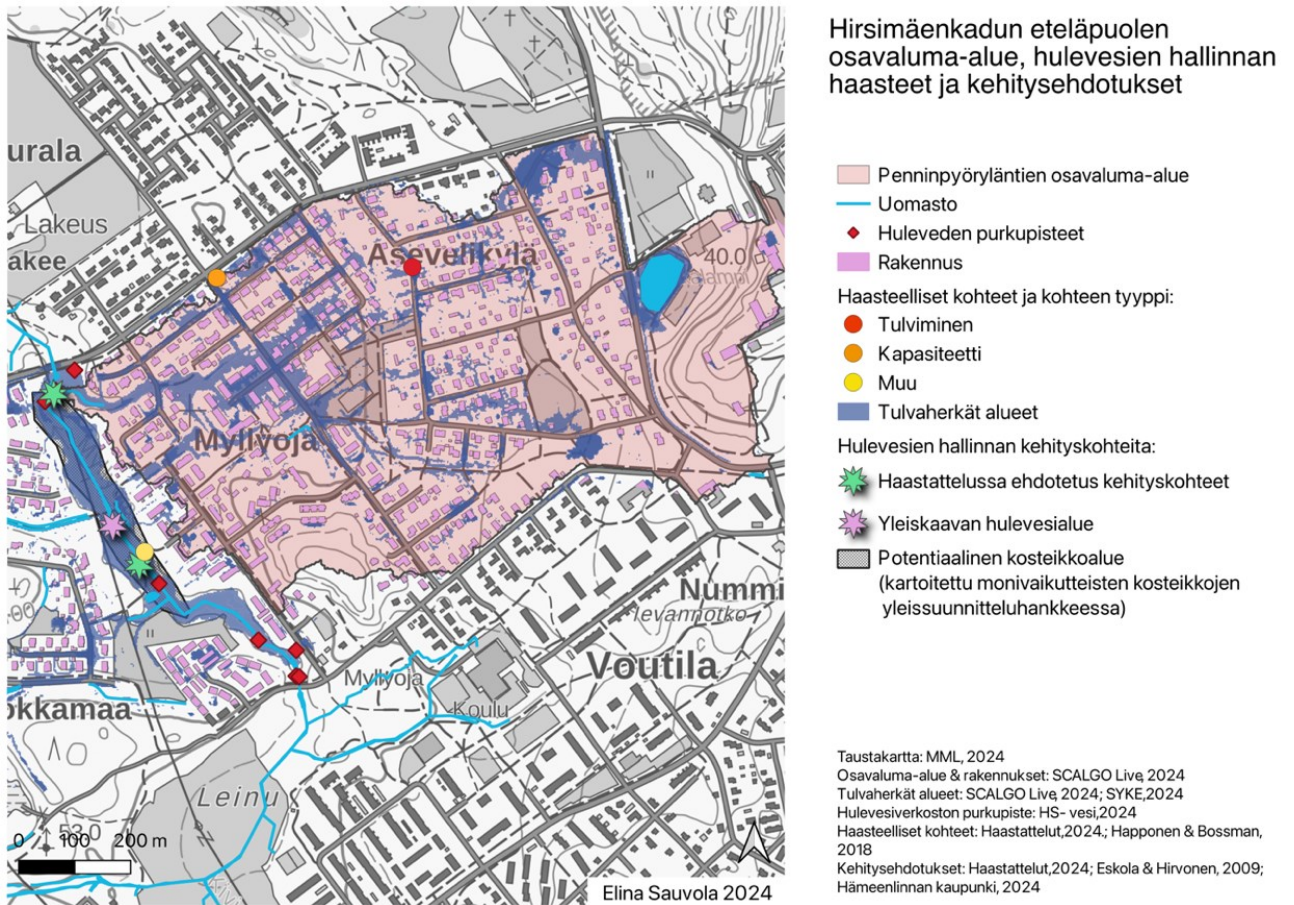 Hirsimäenkadun eteläpuolen
osavaluma-alue, hulevesien hallinnan
haasteet ja kehitysehdotukset
Penninpyöryläntien osavaluma-alue
Uomasto
Huleveden purkupisteet
Rakennus
Haasteelliset kohteet ja kohteen tyyppi:
Tulviminen
Kapasiteetti
Muu
Tulvaherkät alueet
Hulevesien hallinnan kehityskohteita:
Haastattelussa ehdotetus kehityskohteet
Yleiskaavan hulevesialue
Potentiaalinen kosteikkoalue
(kartoitettu monivaikutteisten kosteikkojen
yleissuunnitteluhankkeessa)
Taustakartta: MML, 2024
Osavaluma-alue & rakennukset: SCALGO Live, 2024
Tulvaherkät alueet: SCALGO Live, 2024; SYKE,2024
Hulevesiverkoston purkupiste: HS- vesi,2024
Haasteelliset kohteet: Haastattelut,2024.; Happonen & Bossman,
2018
Kehitysehdotukset: Haastattelut,2024; Eskola & Hirvonen, 2009;
Hämeenlinnan kaupunki, 2024
urala
Lakeus
akee
Asevelikylä
40.0
Myllyoja
Nummi
Ievannotko
Voutila
Myllyoja
Koulu
okkamaa
Leinu
0 100 200 m
Elina Sauvola 2024